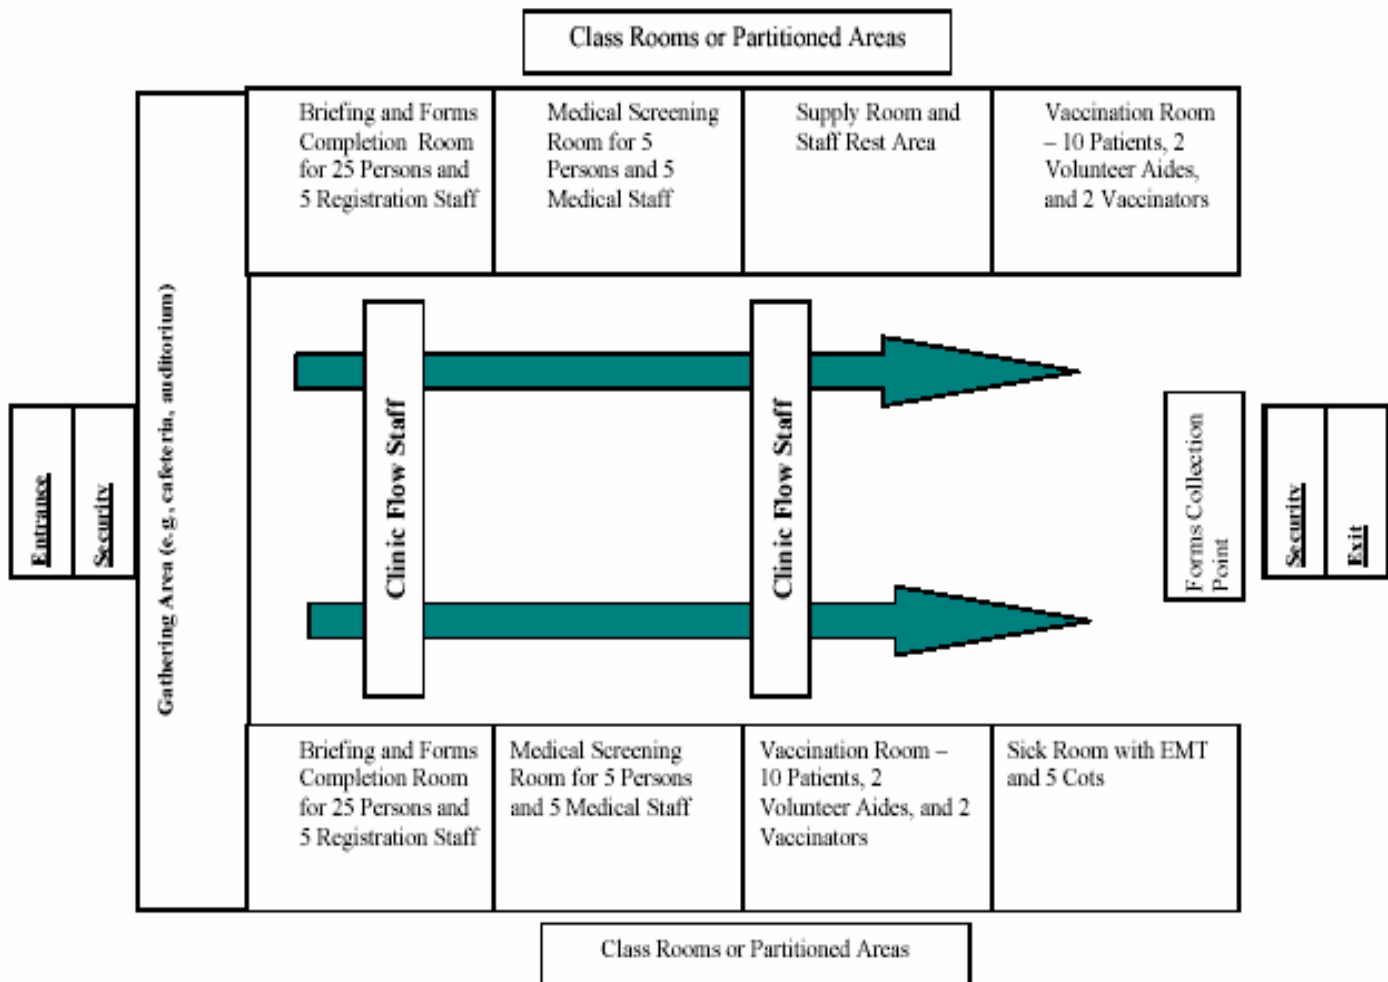 Class Rooms or Partitioned Areas
Briefing and Forms
Completion Room
for 25 Persons and
5 Registration Staff
Medical Screening
Room for 5
Persons and 5
Medical Staff
Supply Room and
Staff Rest Area
Vaccination Room
– 10 Patients, 2
Volunteer Aides,
and 2 Vaccinators
Entrance
Security
Gathering Area (e.g., cafeteria, auditorium)
Clinic Flow Staff
Clinic Flow Staff
Forms Collection
Point
Security
Exit
Briefing and Forms
Completion Room
for 25 Persons and
5 Registration Staff
Medical Screening
Room for 5 Persons
and 5 Medical Staff
Vaccination Room –
10 Patients, 2
Volunteer Aides, and 2
Vaccinators
Sick Room with EMT
and 5 Cots
Class Rooms or Partitioned Areas